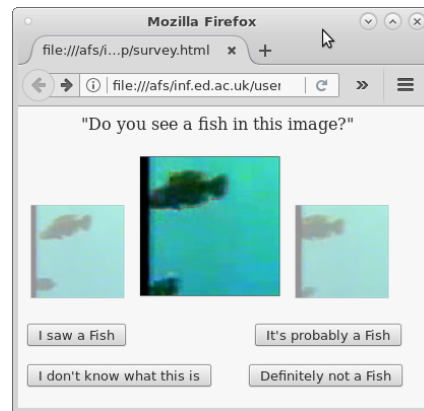 Mozilla Firefox
file:///afs/i...p/survey.html
file:///afs/inf.ed.ac.uk/user
"Do you see a fish in this image?"
I saw a Fish
It's probably a Fish
I don't know what this is
Definitely not a Fish